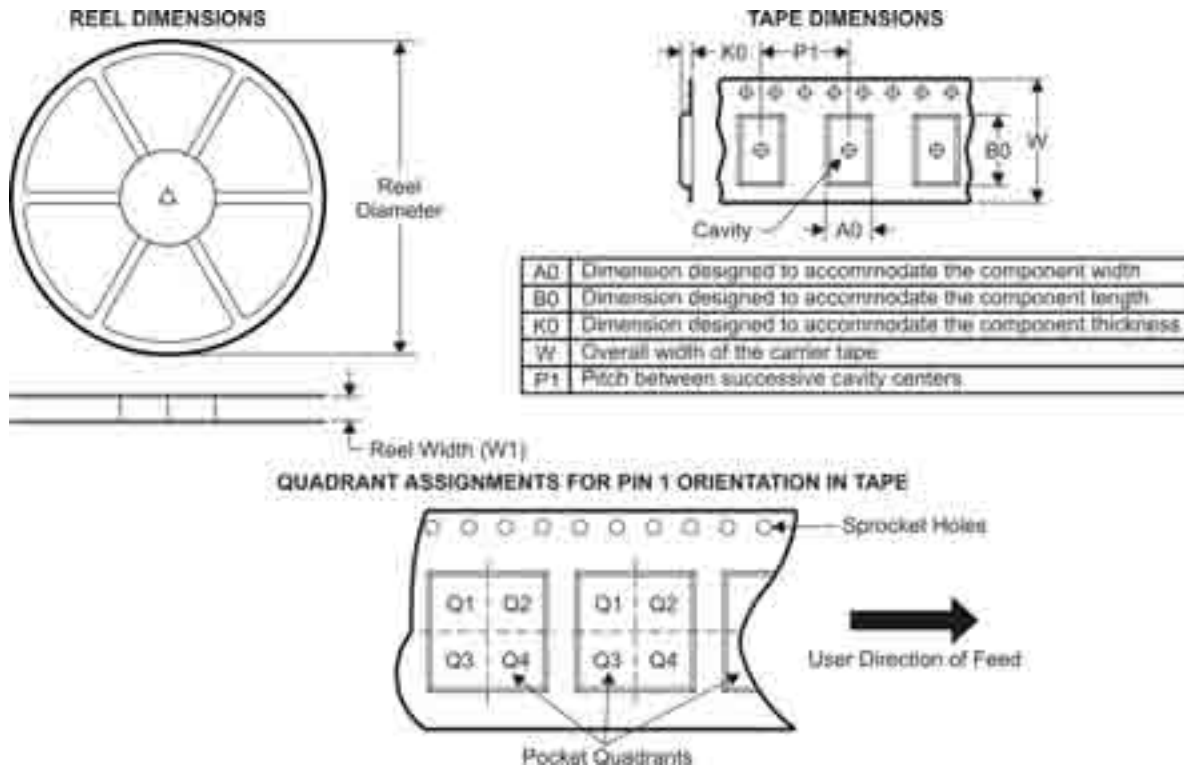 REEL DIMENSIONS
TAPE DIMENSIONS
K0
P1
Reel
Diameter
B0
W
Cavity
A0
A0 Dimension designed to accommodate the component width
B0 Dimension designed to accommodate the component length
K0 Dimension designed to accommodate the component thickness
W Overall width of the carrier tape
P1 Pitch between successive cavity centers
Reel Width (W1)
QUADRANT ASSIGNMENTS FOR PIN 1 ORIENTATION IN TAPE
Sprocket Holes
Q1 Q2 Q1 Q2
Q3 Q4 Q3 Q4
User Direction of Feed
Pocket Quadrants